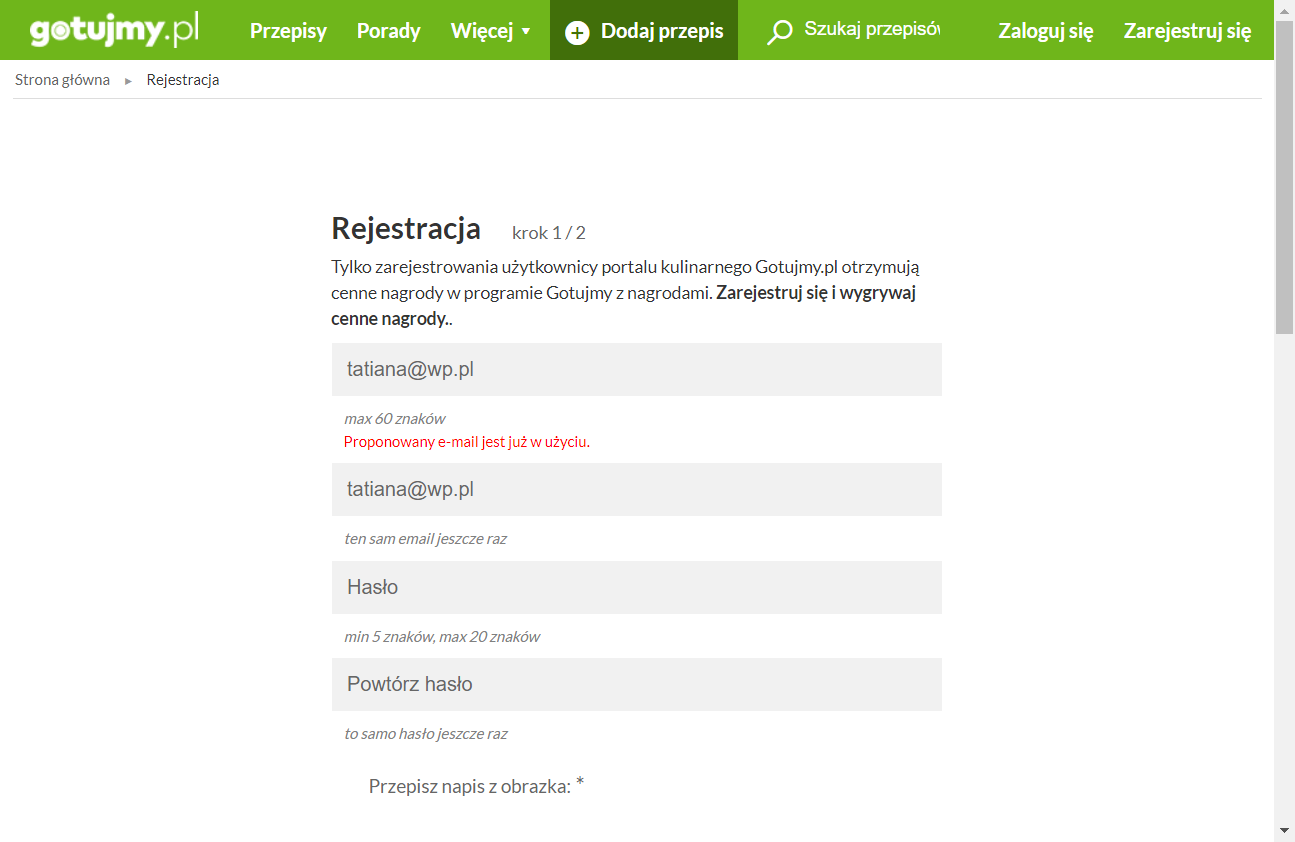 gotujmy.pl Przepisy Porady Więcej ▼ + Dodaj przepis Szukaj przepisów Zaloguj się Zarejestruj się
Strona główna ▸ Rejestracja
Rejestracja krok 1 / 2
Tylko zarejestrowania użytkownicy portalu kulinarnego Gotujmy.pl otrzymują
cenne nagrody w programie Gotujmy z nagrodami. Zarejestruj się i wygrywaj
cenne nagrody..
tatiana@wp.pl
max 60 znaków
Proponowany e-mail jest już w użyciu.
tatiana@wp.pl
ten sam email jeszcze raz
Hasło
min 5 znaków, max 20 znaków
Powtórz hasło
to samo hasło jeszcze raz
Przepisz napis z obrazka: *